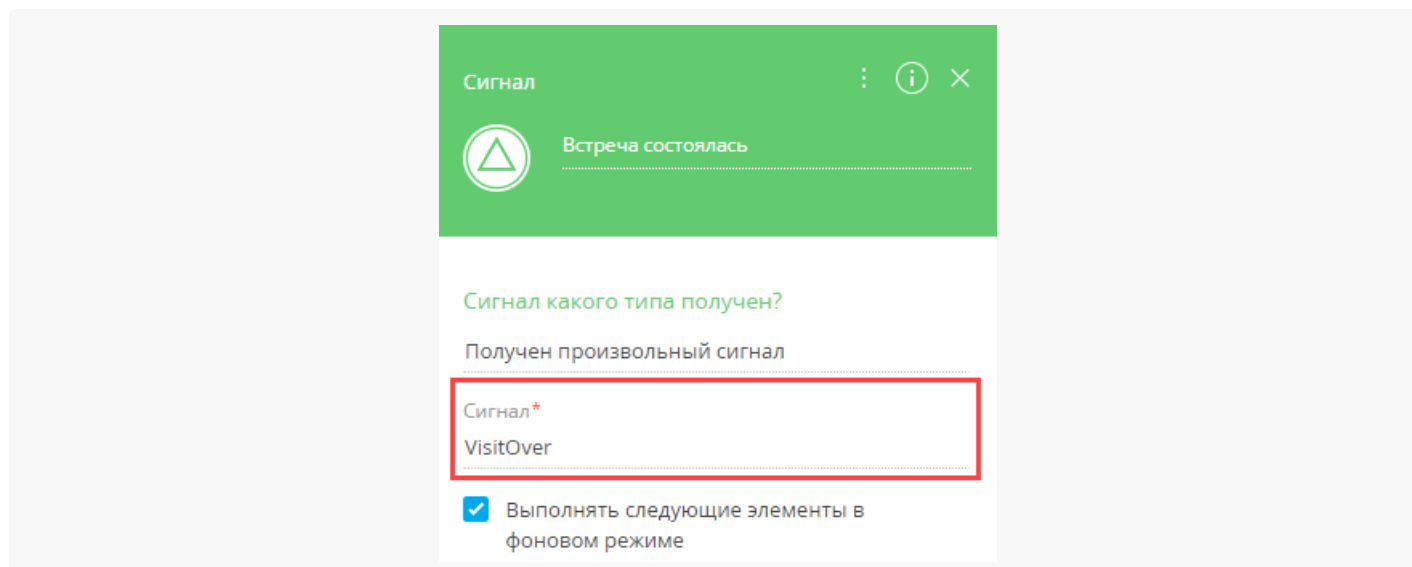 Сигнал
Встреча состоялась
Сигнал какого типа получен?
Получен произвольный сигнал
Сигнал*
VisitOver
Выполнять следующие элементы в
фоновом режиме